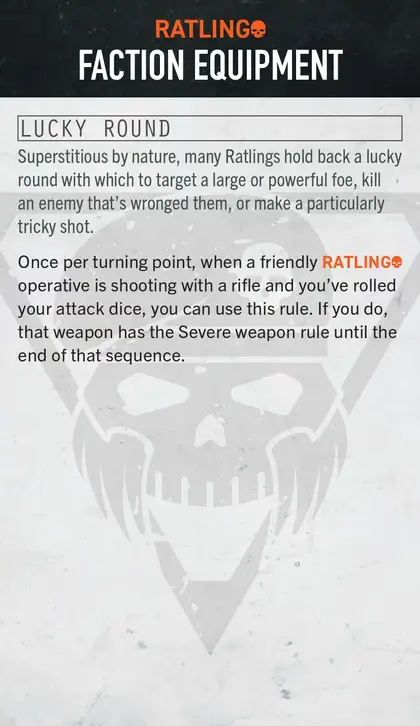 RATLING
FACTION EQUIPMENT
LUCKY ROUND
Superstitious by nature, many Ratlings hold back a lucky
round with which to target a large or powerful foe, kill
an enemy that's wronged them, or make a particularly
tricky shot.
Once per turning point, when a friendly RATLING
operative is shooting with a rifle and you've rolled
your attack dice, you can use this rule. If you do,
that weapon has the Severe weapon rule until the
end of that sequence.